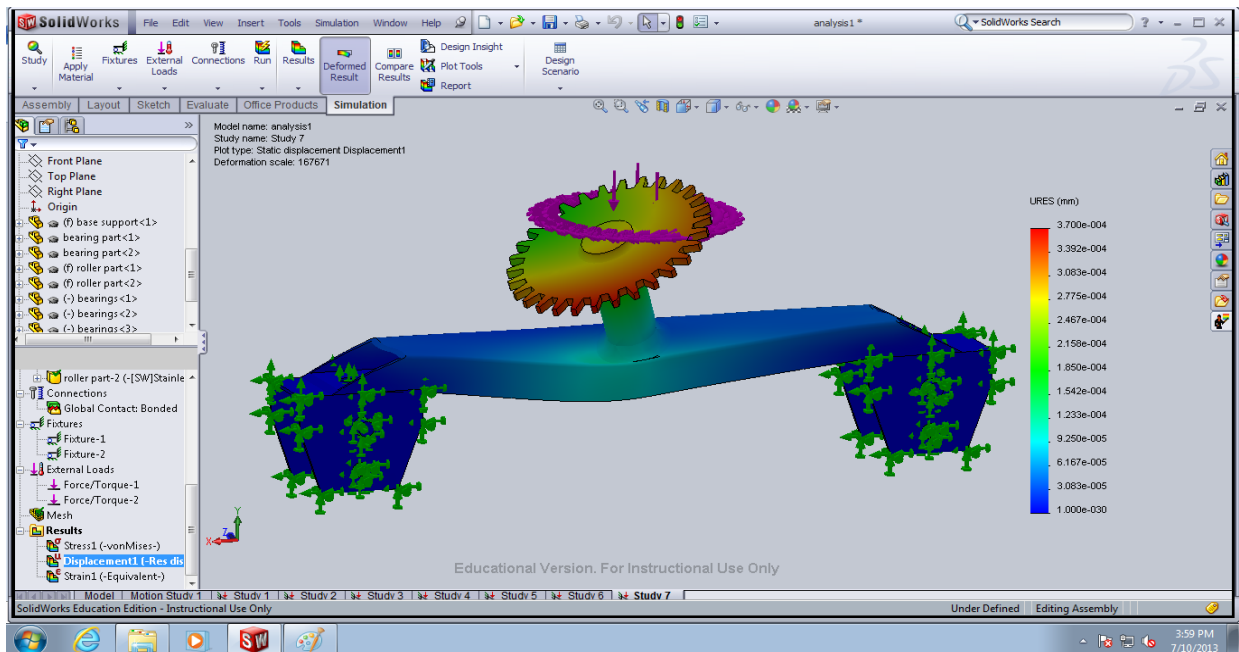 SolidWorks File Edit View Insert Tools Simulation Window Help analysis1 * SolidWorks Search
Study Apply Material Fixtures External Loads Connections Run Results Deformed Result Compare Results Design Insight Plot Tools Report Design Scenario
Assembly Layout Sketch Evaluate Office Products Simulation
Model name: analysis1
Study name: Study 7
Plot type: Static displacement Displacement1
Deformation scale: 167671
Front Plane
Top Plane
Right Plane
Origin
(f) base support<1>
bearing part<1>
bearing part<2>
(f) roller part<1>
(f) roller part<2>
(-) bearings<1>
(-) bearings<2>
(-) bearings<3>
roller part-2 (-[SW]Stainle
Connections
Global Contact: Bonded
Fixtures
Fixture-1
Fixture-2
External Loads
Force/Torque-1
Force/Torque-2
Mesh
Results
Stress1 (-vonMises-)
Displacement1 (-Res dis
Strain1 (-Equivalent-)
Y
Z
X
URES (mm)
3.700e-004
3.392e-004
3.083e-004
2.775e-004
2.467e-004
2.158e-004
1.850e-004
1.542e-004
1.233e-004
9.250e-005
6.167e-005
3.083e-005
1.000e-030
Educational Version. For Instructional Use Only
Model Motion Study 1 Study 1 Study 2 Study 3 Study 4 Study 5 Study 6 Study 7
SolidWorks Education Edition - Instructional Use Only Under Defined Editing Assembly
3:59 PM
7/10/2013